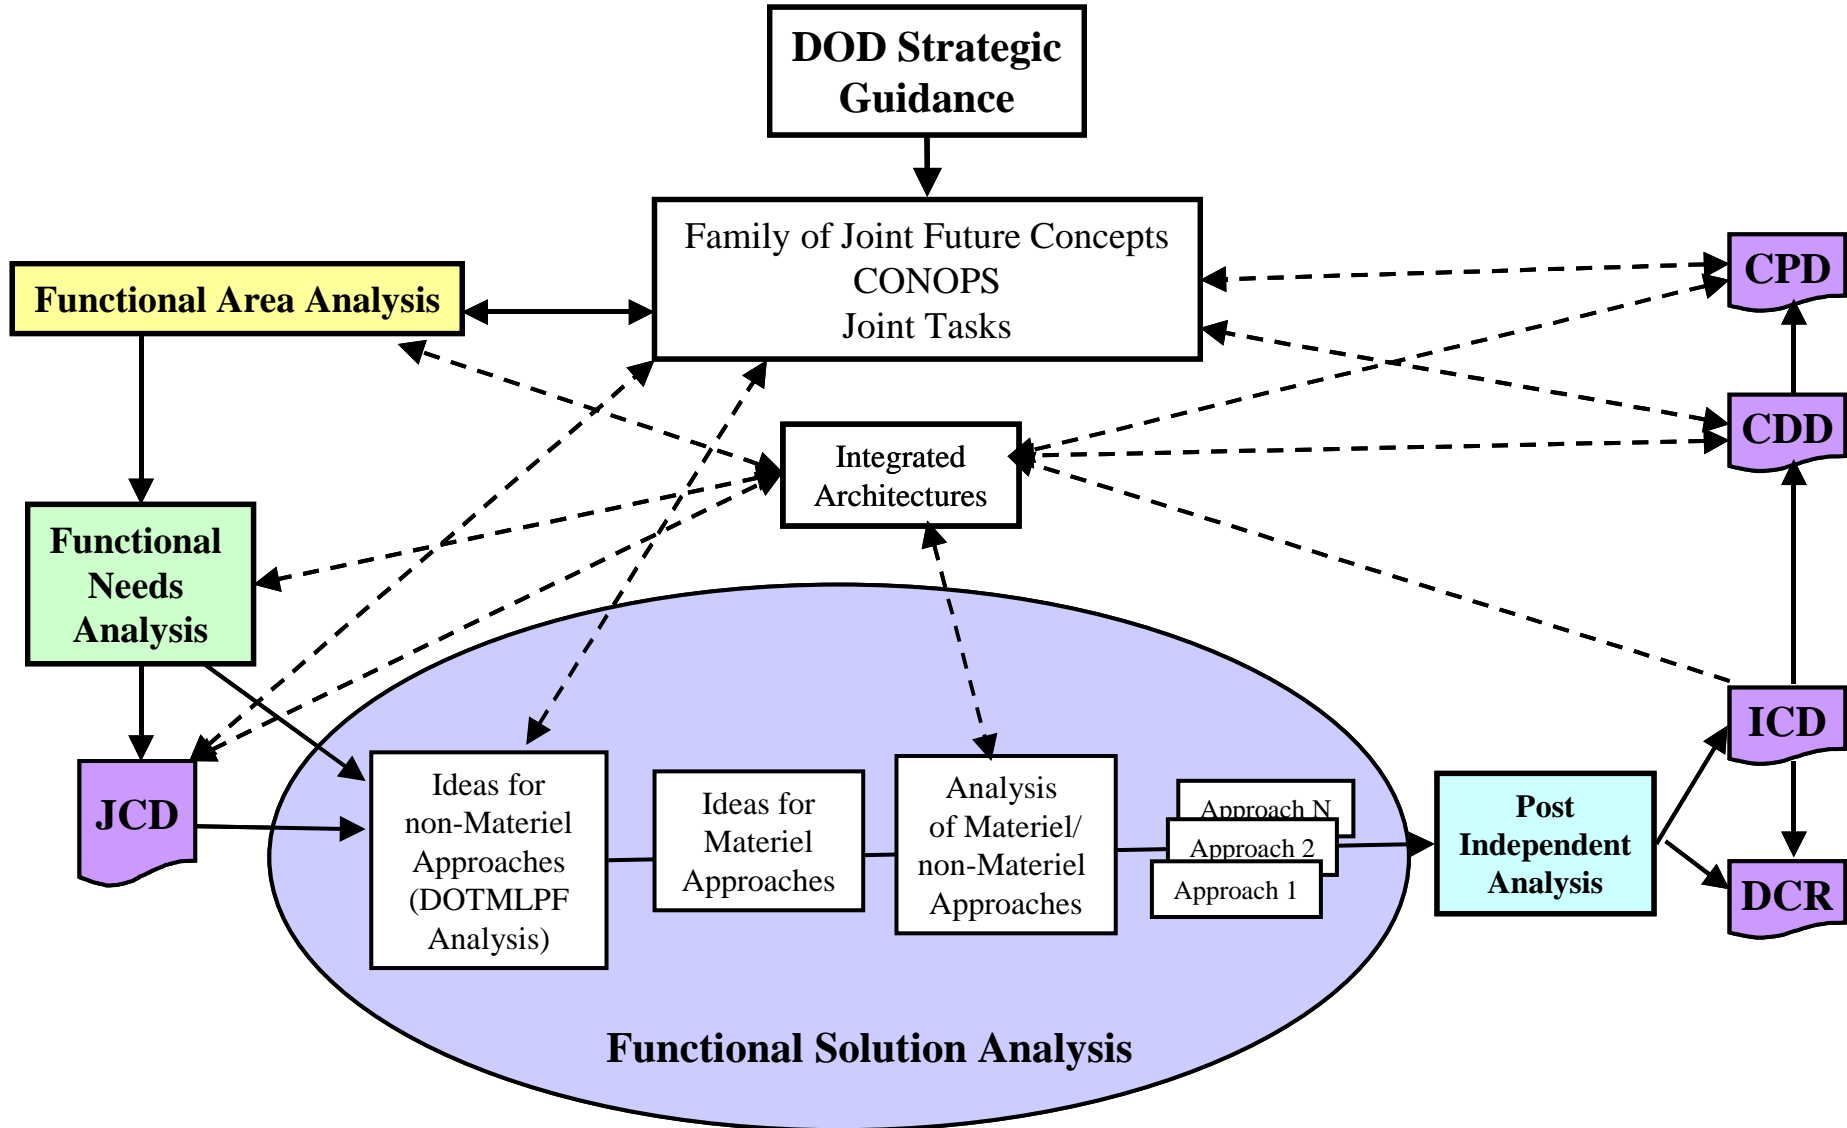 DOD Strategic
Guidance
Family of Joint Future Concepts
CONOPS
Joint Tasks
Functional Area Analysis
CPD
CDD
Integrated
Architectures
Functional
Needs
Analysis
JCD
Ideas for
non-Materiel
Approaches
(DOTMLPF
Analysis)
Ideas for
Materiel
Approaches
Analysis
of Materiel/
non-Materiel
Approaches
Approach N
Approach 2
Approach 1
Post
Independent
Analysis
ICD
DCR
Functional Solution Analysis